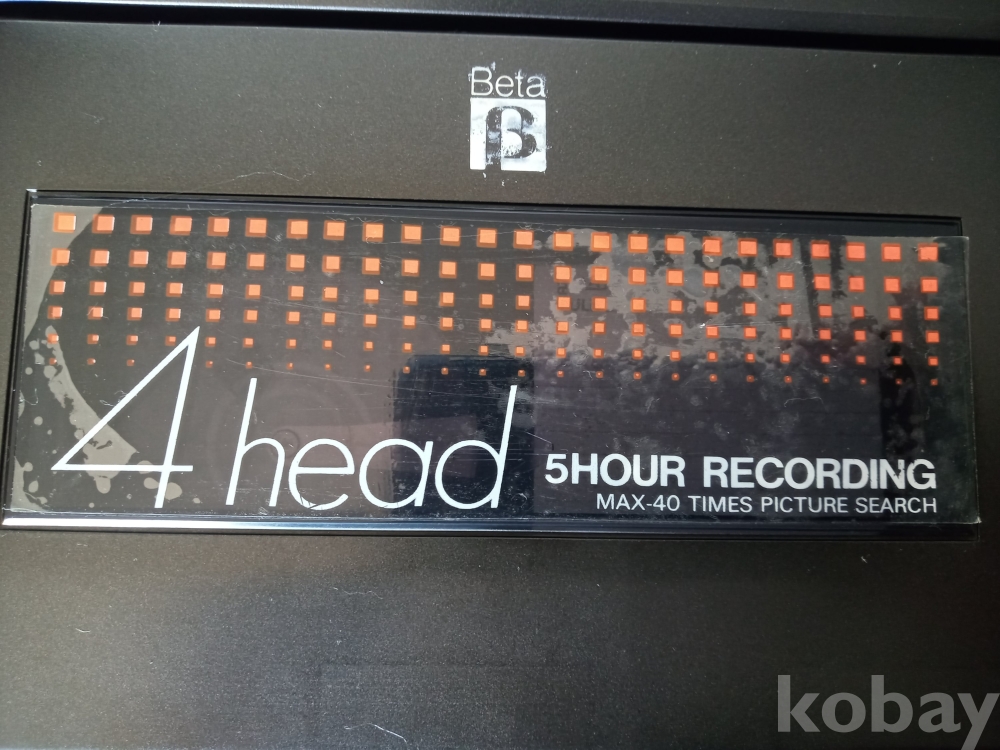 Beta
β
4 head
5HOUR RECORDING
MAX-40 TIMES PICTURE SEARCH
kobay